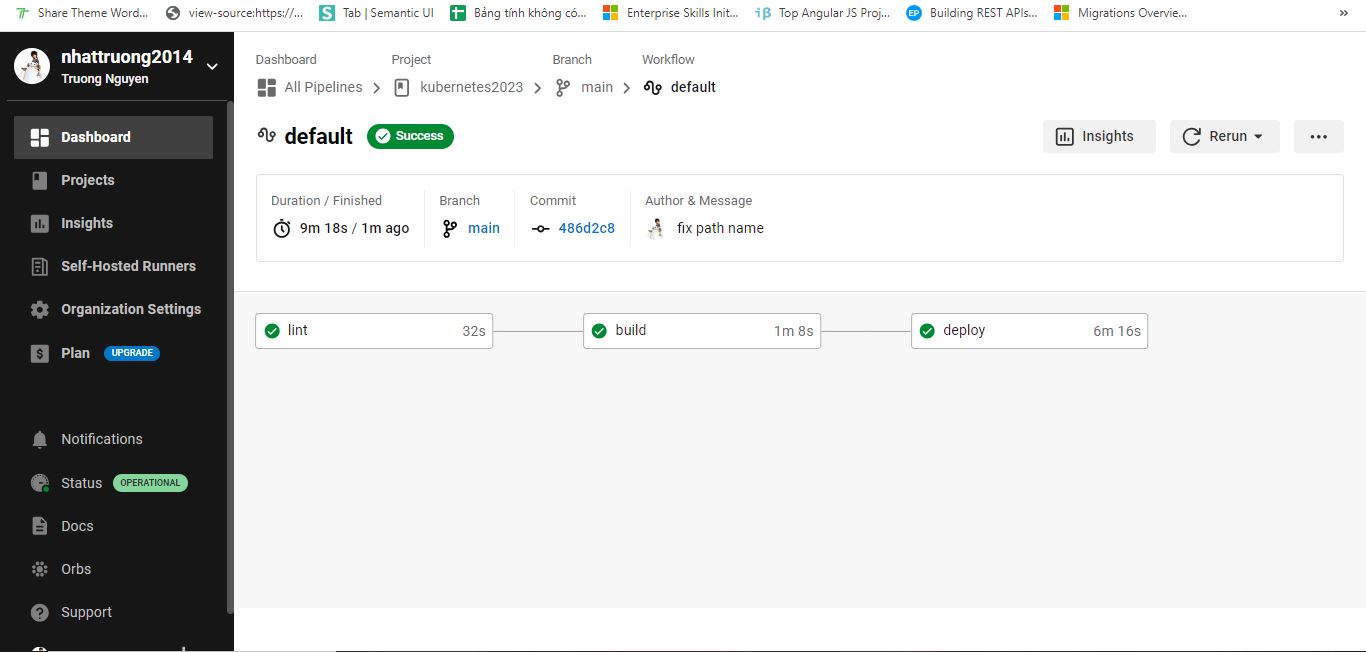 Share Theme Word...
view-source:https://...
S Tab | Semantic UI
Bảng tính không có...
Enterprise Skills Init...
iβ Top Angular JS Proj...
EP Building REST APIs...
Migrations Overvie...
»
nhattruong2014
Truong Nguyen
Dashboard
Projects
Insights
Self-Hosted Runners
Organization Settings
Plan UPGRADE
Notifications
Status OPERATIONAL
Docs
Orbs
Support
Dashboard Project Branch Workflow
All Pipelines kubernetes2023 main default
default Success
Insights Rerun
Duration / Finished Branch Commit Author & Message
9m 18s / 1m ago main 486d2c8 fix path name
lint 32s build 1m 8s deploy 6m 16s